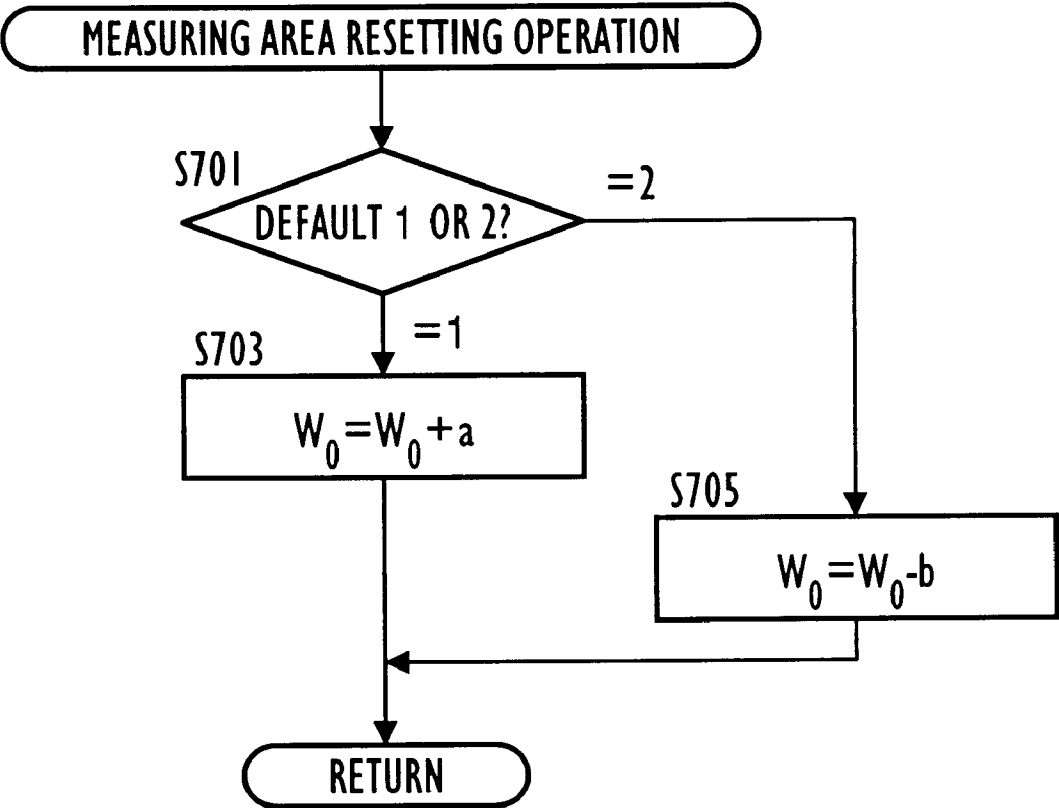 MEASURING AREA RESETTING OPERATION
S701
=2
DEFAULT 1 OR 2?
=1
S703
W₀=W₀+a
S705
W₀=W₀-b
RETURN